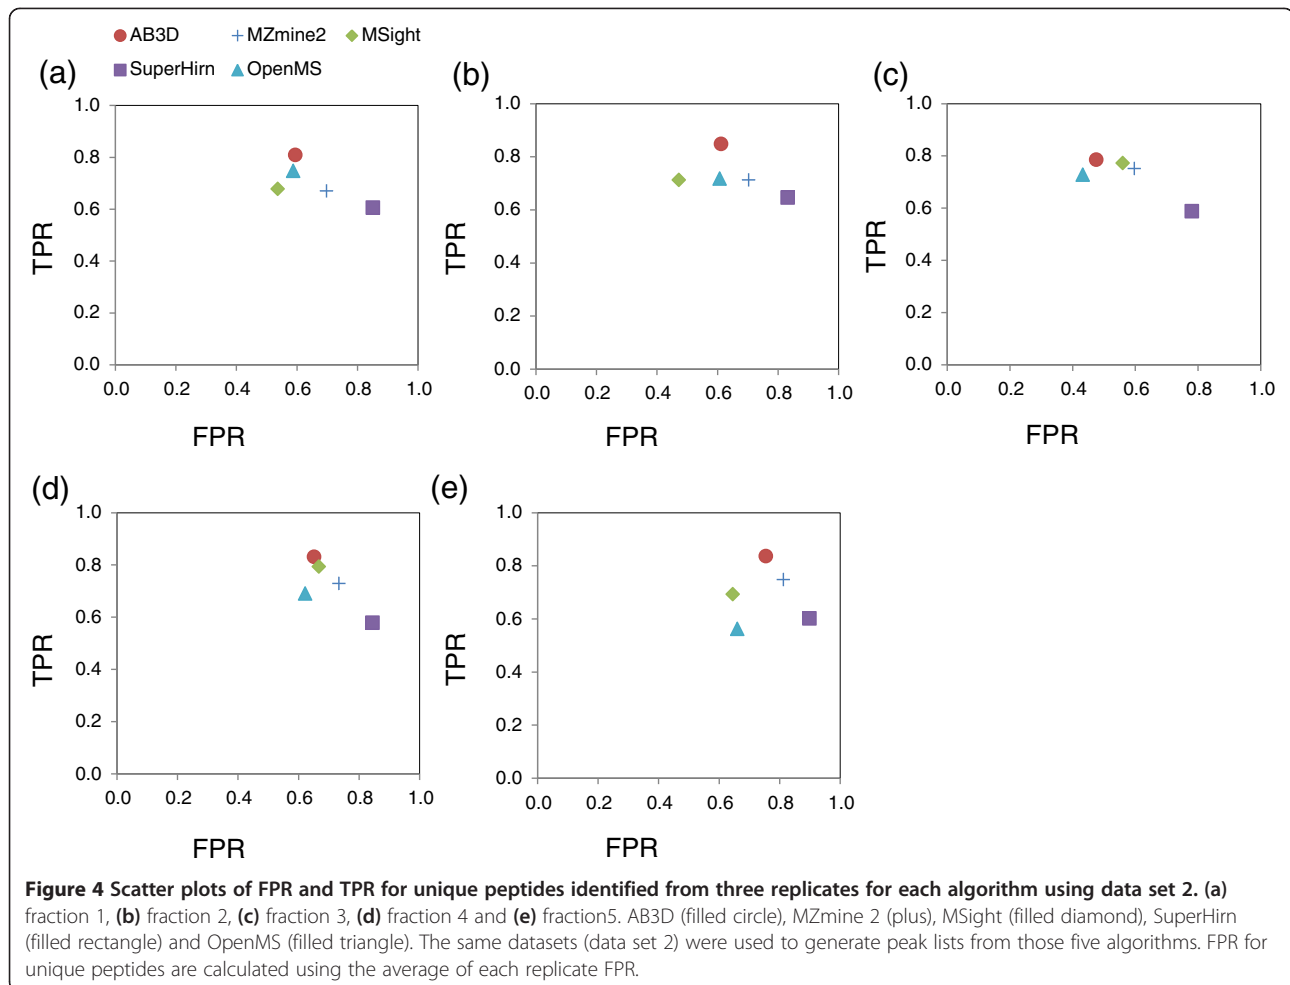 AB3D MZmine2 MSight
SuperHirn OpenMS
(a)
1.0
0.8
0.6
0.4
0.2
0.0
TPR
0.0 0.2 0.4 0.6 0.8 1.0
FPR
(b)
1.0
0.8
0.6
0.4
0.2
0.0
TPR
0.0 0.2 0.4 0.6 0.8 1.0
FPR
(c)
1.0
0.8
0.6
0.4
0.2
0.0
TPR
0.0 0.2 0.4 0.6 0.8 1.0
FPR
(d)
1.0
0.8
0.6
0.4
0.2
0.0
TPR
0.0 0.2 0.4 0.6 0.8 1.0
FPR
(e)
1.0
0.8
0.6
0.4
0.2
0.0
TPR
0.0 0.2 0.4 0.6 0.8 1.0
FPR
Figure 4 Scatter plots of FPR and TPR for unique peptides identified from three replicates for each algorithm using data set 2. (a)
fraction 1, (b) fraction 2, (c) fraction 3, (d) fraction 4 and (e) fraction5. AB3D (filled circle), MZmine 2 (plus), MSight (filled diamond), SuperHirn
(filled rectangle) and OpenMS (filled triangle). The same datasets (data set 2) were used to generate peak lists from those five algorithms. FPR for
unique peptides are calculated using the average of each replicate FPR.